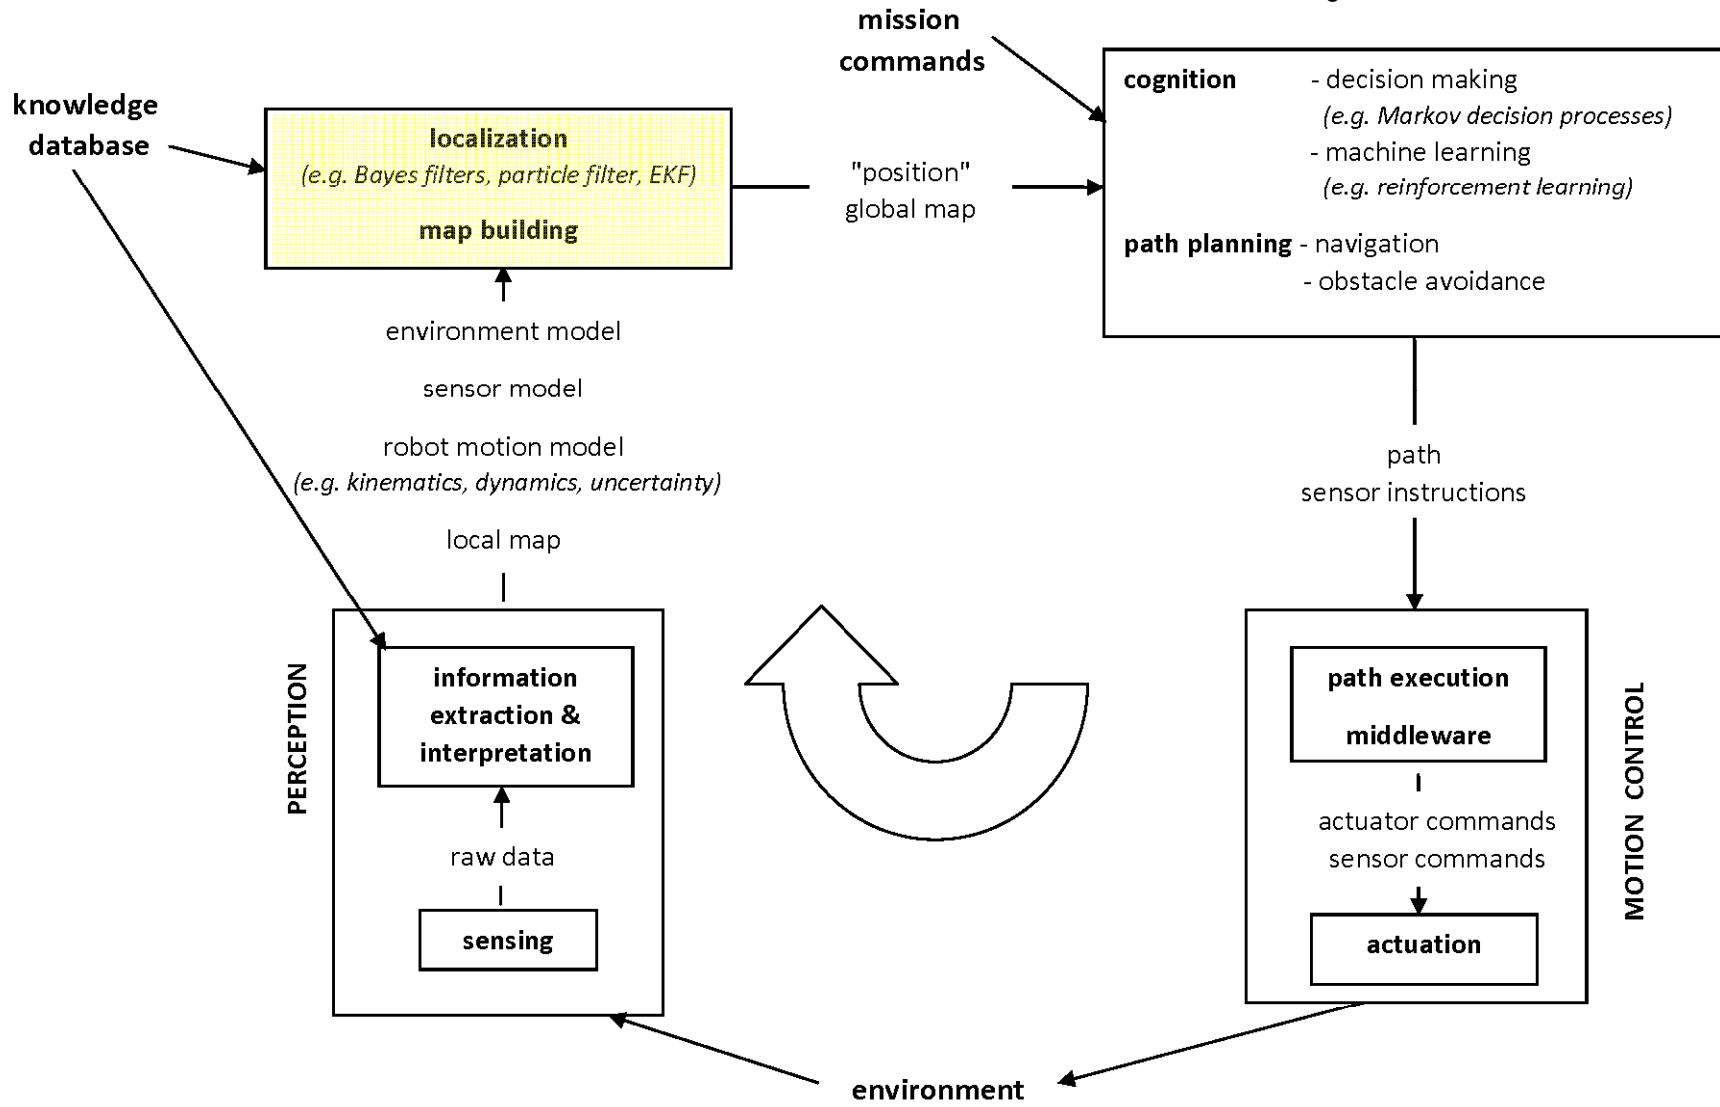 mission
commands
knowledge
database
localization
(e.g. Bayes filters, particle filter, EKF)
map building
"position"
global map
cognition - decision making
(e.g. Markov decision processes)
- machine learning
(e.g. reinforcement learning)
path planning - navigation
- obstacle avoidance
environment model
sensor model
robot motion model
(e.g. kinematics, dynamics, uncertainty)
local map
path
sensor instructions
PERCEPTION
information
extraction &
interpretation
raw data
sensing
path execution
middleware
actuator commands
sensor commands
actuation
MOTION CONTROL
environment